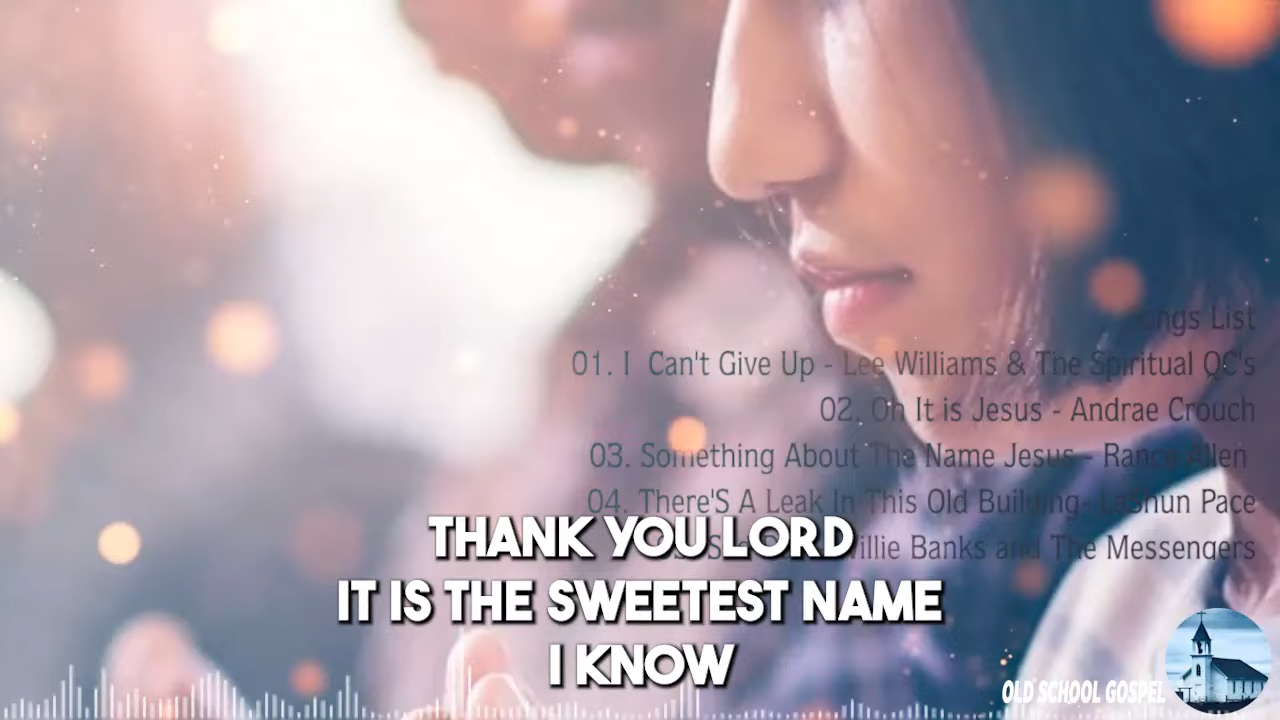 ongs List
01. I Can't Give Up - Lee Williams & The Spiritual QC's
02. Oh It is Jesus - Andrae Crouch
03. Something About The Name Jesus - Rance Allen
04. There'S A Leak In This Old Building- LaShun Pace
Willie Banks and The Messengers
THANK YOU LORD
IT IS THE SWEETEST NAME
I KNOW
OLD SCHOOL GOSPEL